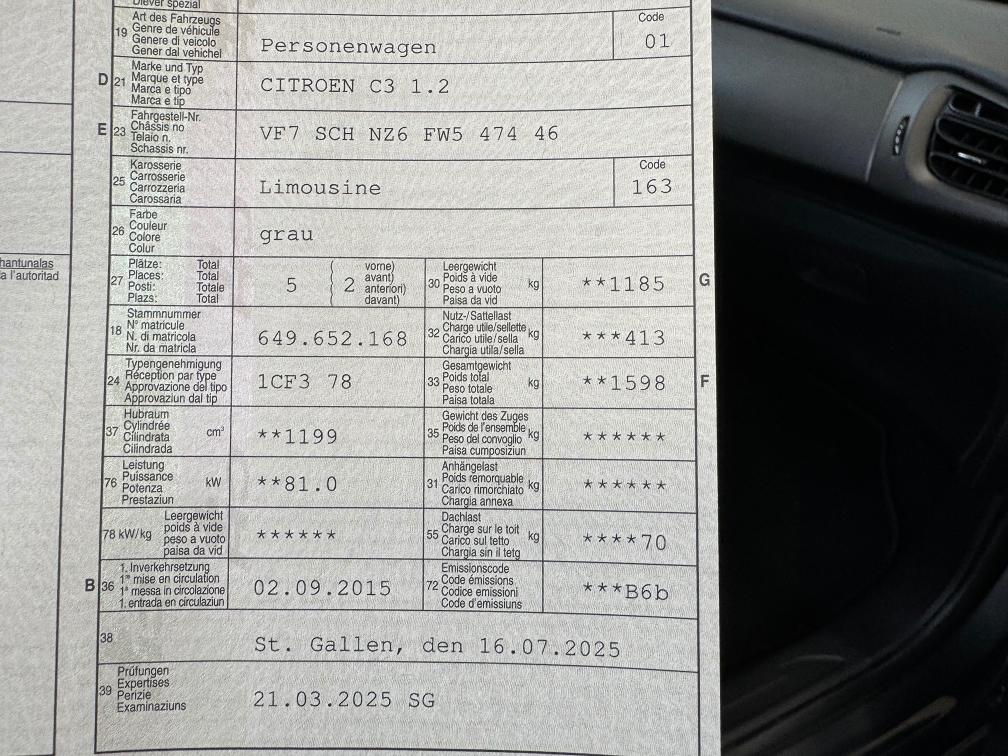 Diever spezial
19 Art des Fahrzeugs
Genre de véhicule
Genere di veicolo
Gener dal vehichel
Personenwagen
Code
01
D 21 Marke und Typ
Marque et type
Marca e tipo
Marca e tip
CITROEN C3 1.2
E 23 Fahrgestell-Nr.
Châssis no
Telaio n.
Schassis nr.
VF7 SCH NZ6 FW5 474 46
25 Karosserie
Carrosserie
Carrozzeria
Carossaria
Limousine
Code
163
26 Farbe
Couleur
Colore
Colur
grau
hantunalas
a l'autoritad
27 Plätze: Total
Places: Total
Posti: Totale
Plazs: Total
5
2
vorne)
avant)
anteriori)
davant)
30 Leergewicht
Poids à vide
Peso a vuoto
Paisa da vid
kg
**1185
G
18 Stammnummer
N° matricule
N. di matricola
Nr. da matricla
649.652.168
32 Nutz-/Sattellast
Charge utile/sellette
Carico utile/sella
Chargia utila/sella
kg
***413
24 Typengenehmigung
Réception par type
Approvazione del tipo
Approvaziun dal tip
1CF3 78
33 Gesamtgewicht
Poids total
Peso totale
Paisa totala
kg
**1598
F
37 Hubraum
Cylindrée
Cilindrata
Cilindrada
cm³
**1199
35 Gewicht des Zuges
Poids de l'ensemble
Peso del convoglio
Paisa cumposiziun
kg
******
76 Leistung
Puissance
Potenza
Prestaziun
kW
**81.0
31 Anhängelast
Poids remorquable
Carico rimorchiato
Chargia annexa
kg
******
78 kW/kg
Leergewicht
poids à vide
peso a vuoto
paisa da vid
******
55 Dachlast
Charge sur le toit
Carico sul tetto
Chargia sin il tetg
kg
****70
B 36 1. Inverkehrsetzung
1ª mise en circulation
1ª messa in circolazione
1. entrada en circulaziun
02.09.2015
72 Emissionscode
Code émissions
Codice emissioni
Code d'emissiuns
***B6b
38
St. Gallen, den 16.07.2025
39 Prüfungen
Expertises
Perizie
Examinaziuns
21.03.2025 SG